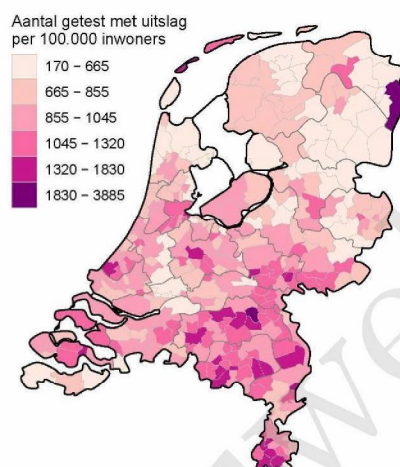 Aantal getest met uitslag
per 100.000 inwoners
170 – 665
665 – 855
855 – 1045
1045 – 1320
1320 – 1830
1830 – 3885